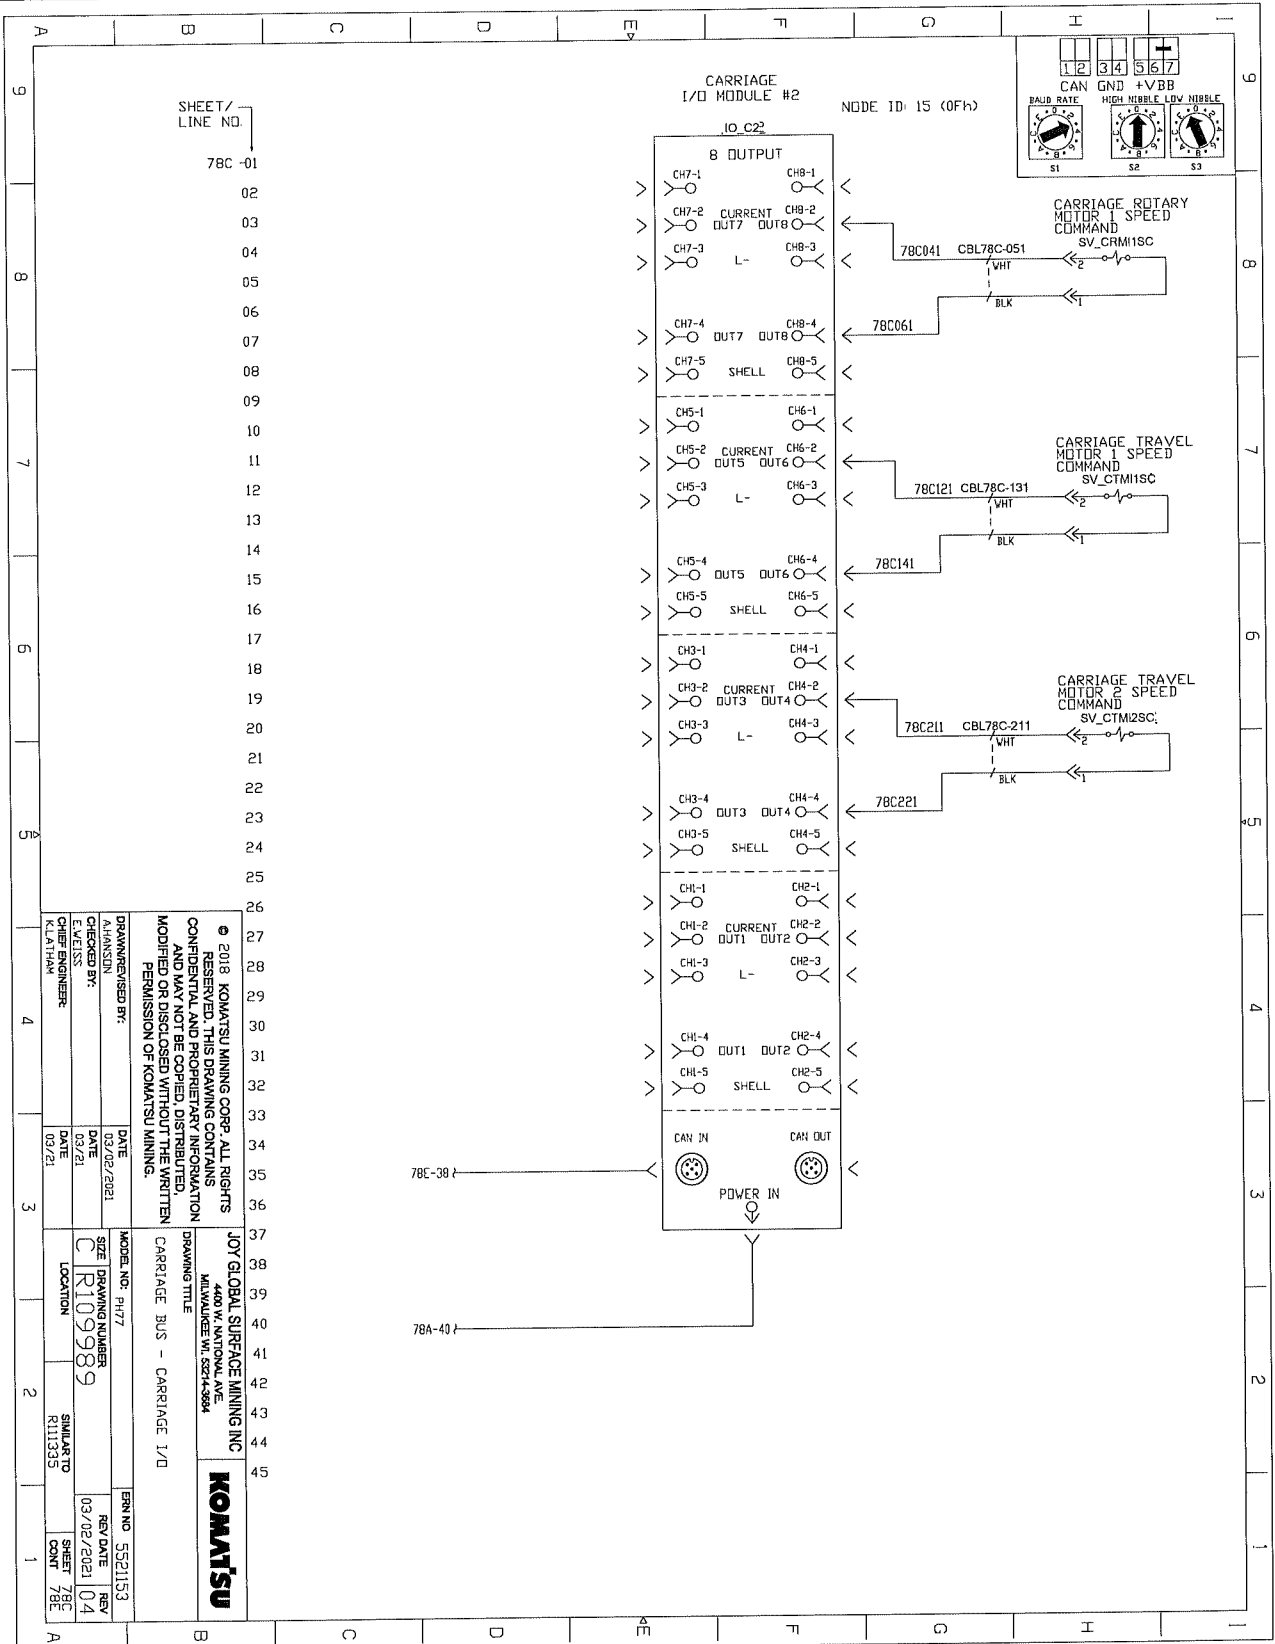 A B C D E F G H I
9
8
7
6
5
4
3
2
1
SHEET/
LINE NO.
78C -01
02
03
04
05
06
07
08
09
10
11
12
13
14
15
16
17
18
19
20
21
22
23
24
25
26
27
28
29
30
31
32
33
34
35
36
37
38
39
40
41
42
43
44
45
CARRIAGE
I/O MODULE #2
NODE ID: 15 (0Fh)
1 2 3 4 5 6 7
CAN GND +VBB
BAUD RATE HIGH NIBBLE LOW NIBBLE
S1 S2 S3
8 OUTPUT
CH7-1 CH8-1
CH7-2 CURRENT CH8-2
OUT7 OUT8
CH7-3 L- CH8-3
CH7-4 CH8-4
OUT7 OUT8
CH7-5 SHELL CH8-5
CH5-1 CH6-1
CH5-2 CURRENT CH6-2
OUT5 OUT6
CH5-3 L- CH6-3
CH5-4 CH6-4
OUT5 OUT6
CH5-5 SHELL CH6-5
CH3-1 CH4-1
CH3-2 CURRENT CH4-2
OUT3 OUT4
CH3-3 L- CH4-3
CH3-4 CH4-4
OUT3 OUT4
CH3-5 SHELL CH4-5
CH1-1 CH2-1
CH1-2 CURRENT CH2-2
OUT1 OUT2
CH1-3 L- CH2-3
CH1-4 CH2-4
OUT1 OUT2
CH1-5 SHELL CH2-5
CAN IN CAN OUT
POWER IN
78E-38
78A-40
CARRIAGE ROTARY
MOTOR 1 SPEED
COMMAND
SV_CRM1SC
78C041 CBL78C-051
WHT 2
BLK 1
78C061
CARRIAGE TRAVEL
MOTOR 1 SPEED
COMMAND
78C121 CBL78C-131
WHT 2
BLK 1
78C141
CARRIAGE TRAVEL
MOTOR 2 SPEED
COMMAND
78C211 CBL78C-211
WHT 2
BLK 1
78C221
© 2018 KOMATSU MINING CORP. ALL RIGHTS
RESERVED. THIS DRAWING CONTAINS
CONFIDENTIAL AND PROPRIETARY INFORMATION
AND MAY NOT BE COPIED, DISTRIBUTED,
MODIFIED OR DISCLOSED WITHOUT THE WRITTEN
PERMISSION OF KOMATSU MINING.
DRAWN/REVISED BY: DATE
A.HANSON 03/02/2021
CHECKED BY: DATE
E.WEISS 03/21
CHIEF ENGINEER: DATE
K.LATHAM 03/21
JOY GLOBAL SURFACE MINING INC
4400 W. NATIONAL AVE.
MILWAUKEE WI. 53214-3684
KOMATSU
DRAWING TITLE
CARRIAGE BUS - CARRIAGE I/O
MODEL NO: PH77
ERN NO 5521153
SIZE DRAWING NUMBER REV DATE REV
C R109989 03/02/2021 04
LOCATION SIMILAR TO SHEET 78C
R111335 CONT 78E
A B C D E F G H I